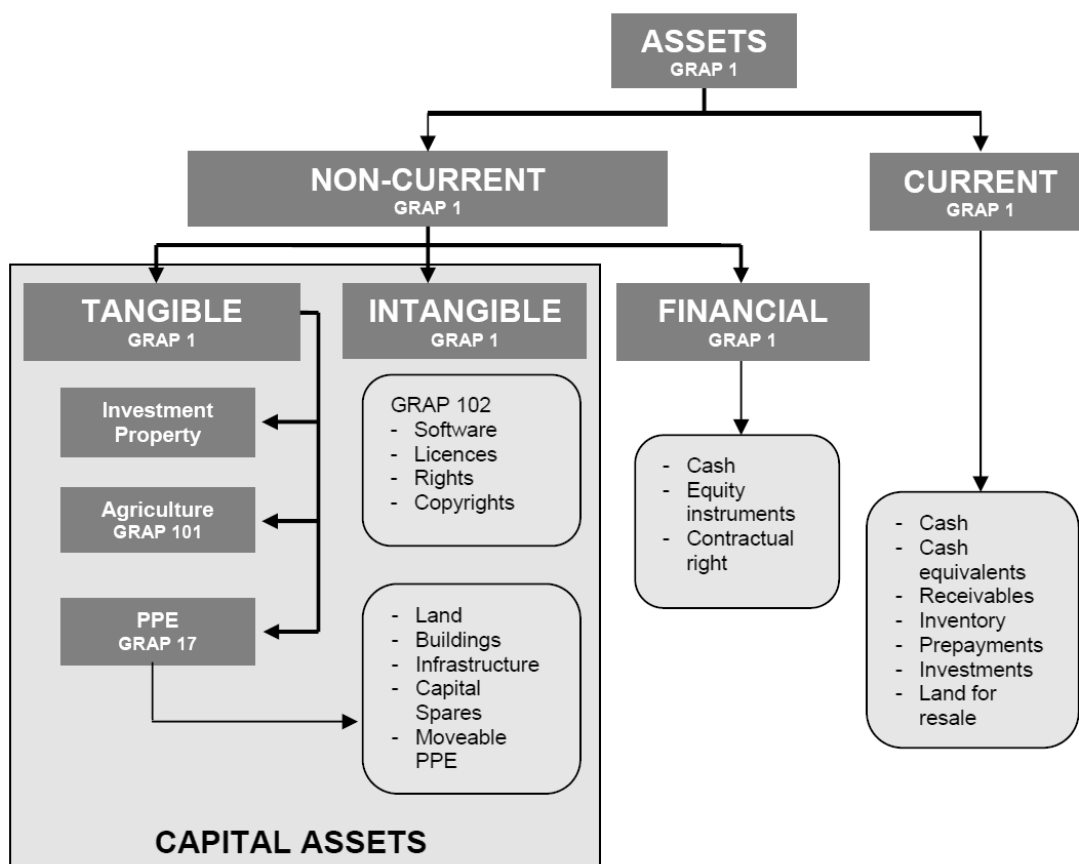 ASSETS
GRAP 1
NON-CURRENT
GRAP 1
CURRENT
GRAP 1
TANGIBLE
GRAP 1
INTANGIBLE
GRAP 1
FINANCIAL
GRAP 1
Investment
Property
Agriculture
GRAP 101
PPE
GRAP 17
GRAP 102
- Software
- Licences
- Rights
- Copyrights
- Land
- Buildings
- Infrastructure
- Capital
Spares
- Moveable
PPE
- Cash
- Equity
instruments
- Contractual
right
- Cash
- Cash
equivalents
- Receivables
- Inventory
- Prepayments
- Investments
- Land for
resale
CAPITAL ASSETS